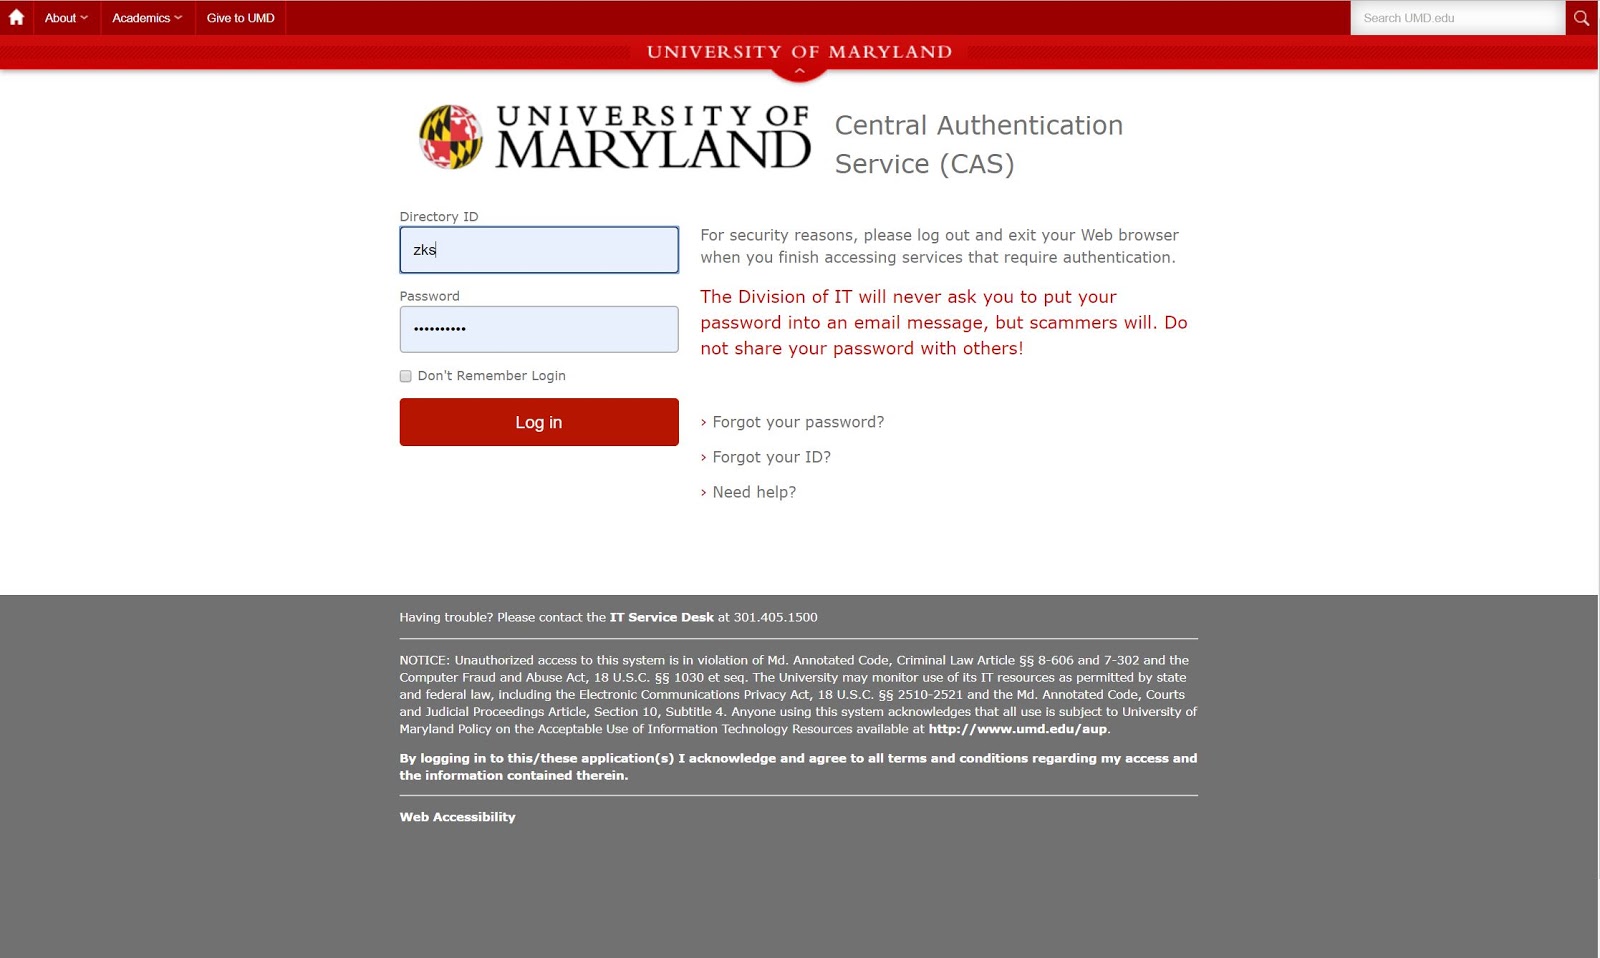 About
Academics
Give to UMD
Search UMD.edu
UNIVERSITY OF MARYLAND
UNIVERSITY OF
MARYLAND
Central Authentication
Service (CAS)
Directory ID
zks
Password
••••••••••
Don't Remember Login
Log in
For security reasons, please log out and exit your Web browser
when you finish accessing services that require authentication.
The Division of IT will never ask you to put your
password into an email message, but scammers will. Do
not share your password with others!
› Forgot your password?
› Forgot your ID?
› Need help?
Having trouble? Please contact the IT Service Desk at 301.405.1500
NOTICE: Unauthorized access to this system is in violation of Md. Annotated Code, Criminal Law Article §§ 8-606 and 7-302 and the
Computer Fraud and Abuse Act, 18 U.S.C. §§ 1030 et seq. The University may monitor use of its IT resources as permitted by state
and federal law, including the Electronic Communications Privacy Act, 18 U.S.C. §§ 2510-2521 and the Md. Annotated Code, Courts
and Judicial Proceedings Article, Section 10, Subtitle 4. Anyone using this system acknowledges that all use is subject to University of
Maryland Policy on the Acceptable Use of Information Technology Resources available at http://www.umd.edu/aup.
By logging in to this/these application(s) I acknowledge and agree to all terms and conditions regarding my access and
the information contained therein.
Web Accessibility